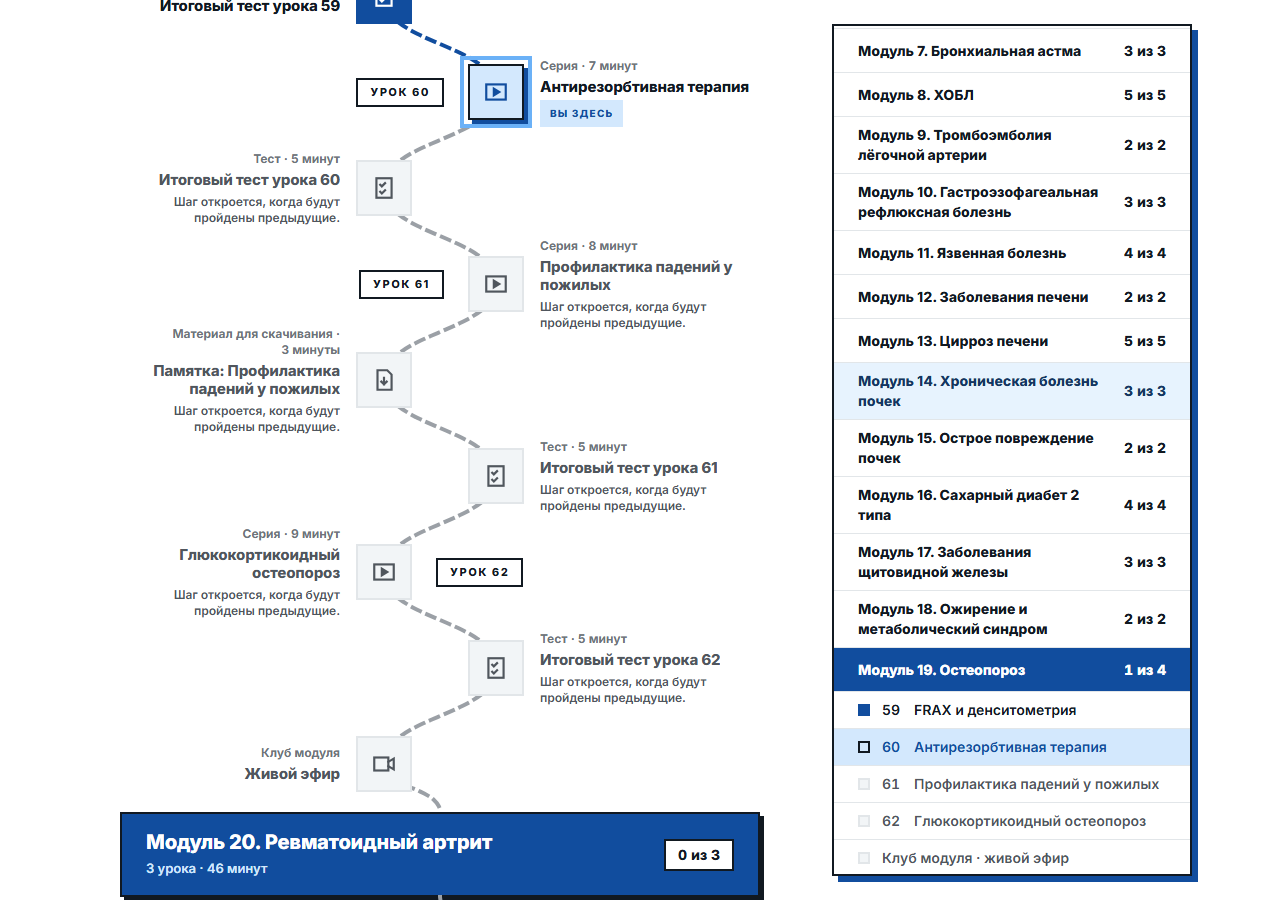 Итоговый тест урока 59
УРОК 60
Серия · 7 минут
Антирезорбтивная терапия
ВЫ ЗДЕСЬ
Тест · 5 минут
Итоговый тест урока 60
Шаг откроется, когда будут
пройдены предыдущие.
УРОК 61
Серия · 8 минут
Профилактика падений у
пожилых
Шаг откроется, когда будут
пройдены предыдущие.
Материал для скачивания ·
3 минуты
Памятка: Профилактика
падений у пожилых
Шаг откроется, когда будут
пройдены предыдущие.
Тест · 5 минут
Итоговый тест урока 61
Шаг откроется, когда будут
пройдены предыдущие.
Серия · 9 минут
Глюкокортикоидный
остеопороз
Шаг откроется, когда будут
пройдены предыдущие.
УРОК 62
Тест · 5 минут
Итоговый тест урока 62
Шаг откроется, когда будут
пройдены предыдущие.
Клуб модуля
Живой эфир
Модуль 20. Ревматоидный артрит
3 урока · 46 минут
0 из 3
Модуль 7. Бронхиальная астма 3 из 3
Модуль 8. ХОБЛ 5 из 5
Модуль 9. Тромбоэмболия
лёгочной артерии 2 из 2
Модуль 10. Гастроэзофагеальная
рефлюксная болезнь 3 из 3
Модуль 11. Язвенная болезнь 4 из 4
Модуль 12. Заболевания печени 2 из 2
Модуль 13. Цирроз печени 5 из 5
Модуль 14. Хроническая болезнь
почек 3 из 3
Модуль 15. Острое повреждение
почек 2 из 2
Модуль 16. Сахарный диабет 2
типа 4 из 4
Модуль 17. Заболевания
щитовидной железы 3 из 3
Модуль 18. Ожирение и
метаболический синдром 2 из 2
Модуль 19. Остеопороз 1 из 4
59 FRAX и денситометрия
60 Антирезорбтивная терапия
61 Профилактика падений у пожилых
62 Глюкокортикоидный остеопороз
Клуб модуля · живой эфир